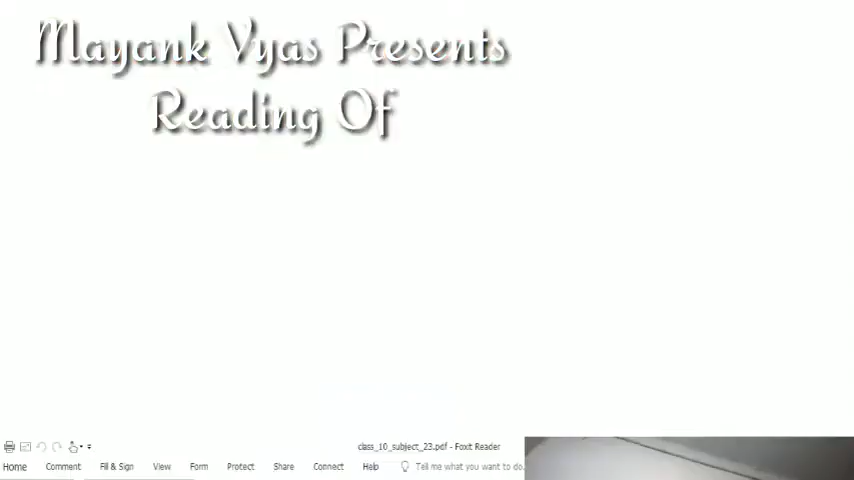 Mayank Vyas Presents
Reading Of
class_10_subject_23.pdf - Foxit Reader
Home Comment Fill & Sign View Form Protect Share Connect Help Tell me what you want to do.